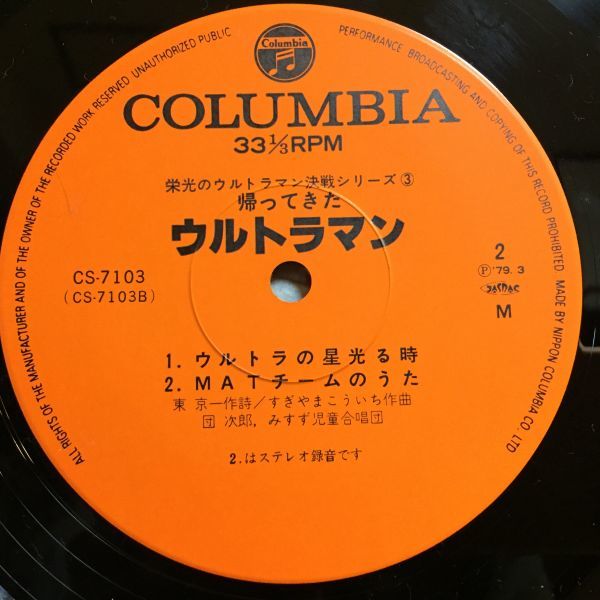 ALL RIGHTS OF THE MANUFACTURER AND OF THE OWNER OF THE RECORDED WORK RESERVED UNAUTHORIZED PUBLIC PERFORMANCE BROADCASTING AND COPYING OF THIS RECORD PROHIBITED MADE BY NIPPON COLUMBIA CO., LTD
Columbia
COLUMBIA
33 1/3 RPM
栄光のウルトラマン決戦シリーズ③
帰ってきた
ウルトラマン
CS-7103
(CS-7103B)
2
Ⓟ'79.3
JASRAC
M
1. ウルトラの星光る時
2. MATチームのうた
東 京一作詩/すぎやまこういち作曲
団 次郎, みすず児童合唱団
2.はステレオ録音です